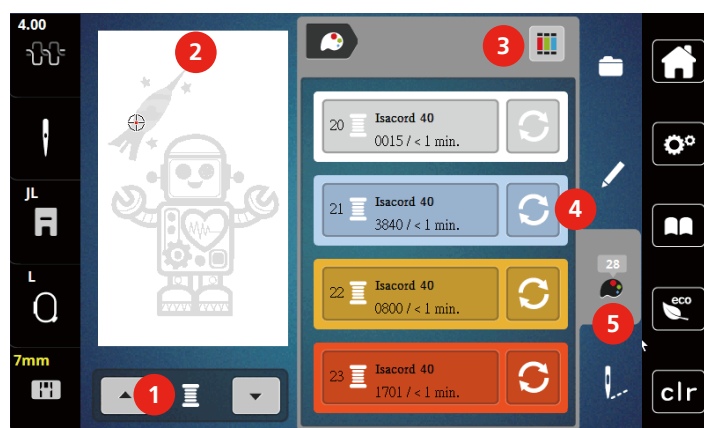 4.00
2
3
20 Isacord 40
0015 / < 1 min.
JL
21 Isacord 40
3840 / < 1 min.
4
28
L
22 Isacord 40
0800 / < 1 min.
eco
5
7mm
23 Isacord 40
1701 / < 1 min.
1
clr